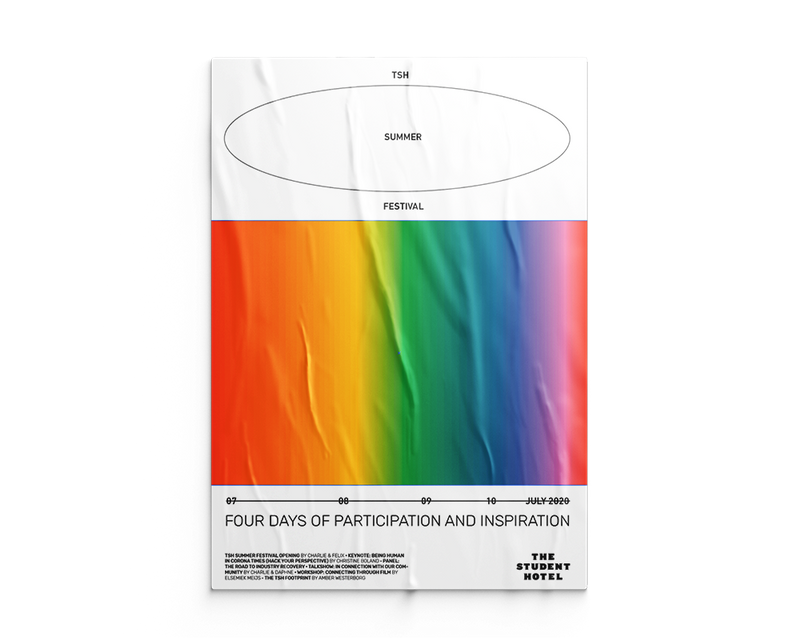 TSH
SUMMER
FESTIVAL
07 08 09 10 JULY 2020
FOUR DAYS OF PARTICIPATION AND INSPIRATION
TSH SUMMER FESTIVAL OPENING BY CHARLIE & FELIX • KEYNOTE: BEING HUMAN
IN CORONA TIMES (HACK YOUR PERSPECTIVE) BY CHRISTINE • PANEL:
THE ROAD TO INDUSTRY RECOVERY • TALKSHOW: IN CONNECTION WITH OUR COM-
MUNITY BY CHARLIE & DAPHNE • WORKSHOP: CONNECTING THROUGH FILM BY
ELSEMIEK MEIJS • THE TSH FOOTPRINT BY AMBER WESTERBORG
THE
STUDENT
HOTEL